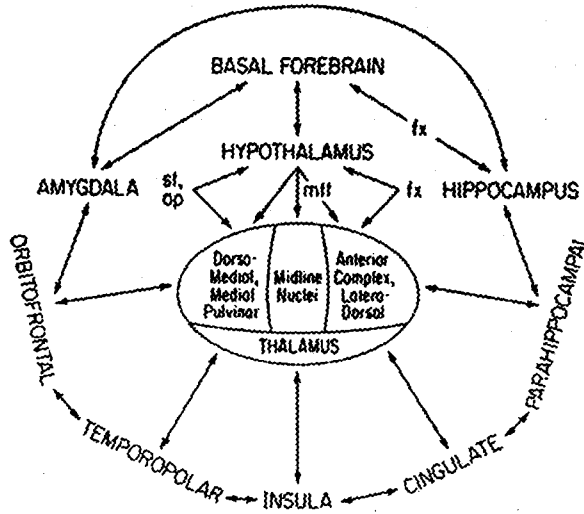 BASAL FOREBRAIN
fx
HYPOTHALAMUS
AMYGDALA
st,
ap
mtt
fx
HIPPOCAMPUS
ORBITOFRONTAL
Dorso-
Medial,
Medial
Pulvinar
Midline
Nuclei
Anterior
Complex,
Latero-
Dorsal
THALAMUS
PARAHIPPOCAMPAL
TEMPOROPOLAR
INSULA
CINGULATE